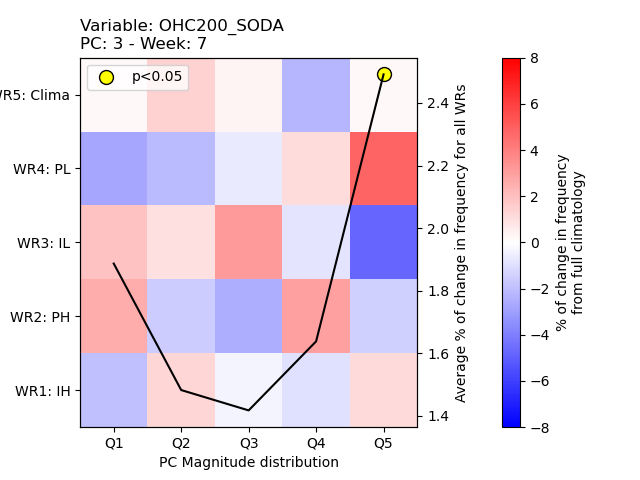 Variable: OHC200_SODA
PC: 3 - Week: 7
p<0.05
WR5: Clima
WR4: PL
WR3: IL
WR2: PH
WR1: IH
Q1 Q2 Q3 Q4 Q5
PC Magnitude distribution
2.4
2.2
2.0
1.8
1.6
1.4
Average % of change in frequency for all WRs
8
6
4
2
0
−2
−4
−6
−8
% of change in frequency
from full climatology